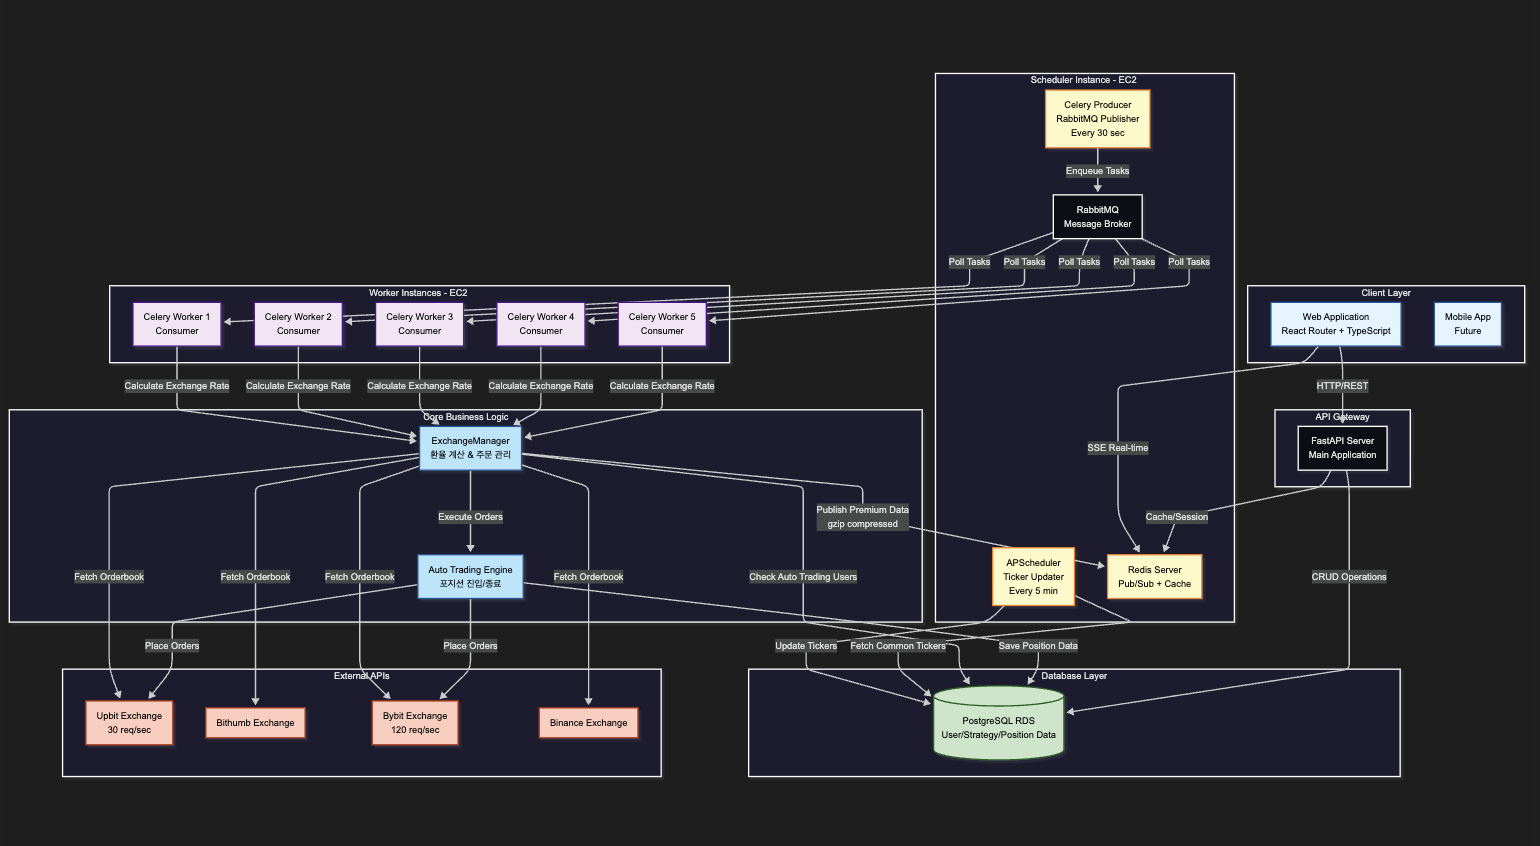 Scheduler Instance - EC2
Celery Producer
RabbitMQ Publisher
Every 30 sec
Enqueue Tasks
RabbitMQ
Message Broker
Poll Tasks
Poll Tasks
Poll Tasks
Poll Tasks
Poll Tasks
Worker Instances - EC2
Celery Worker 1
Consumer
Celery Worker 2
Consumer
Celery Worker 3
Consumer
Celery Worker 4
Consumer
Celery Worker 5
Consumer
Client Layer
Web Application
React Router + TypeScript
Mobile App
Future
Calculate Exchange Rate
Calculate Exchange Rate
Calculate Exchange Rate
Calculate Exchange Rate
Calculate Exchange Rate
HTTP/REST
Core Business Logic
ExchangeManager
환율 계산 & 주문 관리
API Gateway
FastAPI Server
Main Application
SSE Real-time
Execute Orders
Publish Premium Data
gzip compressed
Cache/Session
Fetch Orderbook
Fetch Orderbook
Fetch Orderbook
Auto Trading Engine
포지션 진입/종료
Fetch Orderbook
Check Auto Trading Users
APScheduler
Ticker Updater
Every 5 min
Redis Server
Pub/Sub + Cache
CRUD Operations
Place Orders
Place Orders
Update Tickers
Fetch Common Tickers
Save Position Data
External APIs
Upbit Exchange
30 req/sec
Bithumb Exchange
Bybit Exchange
120 req/sec
Binance Exchange
Database Layer
PostgreSQL RDS
User/Strategy/Position Data